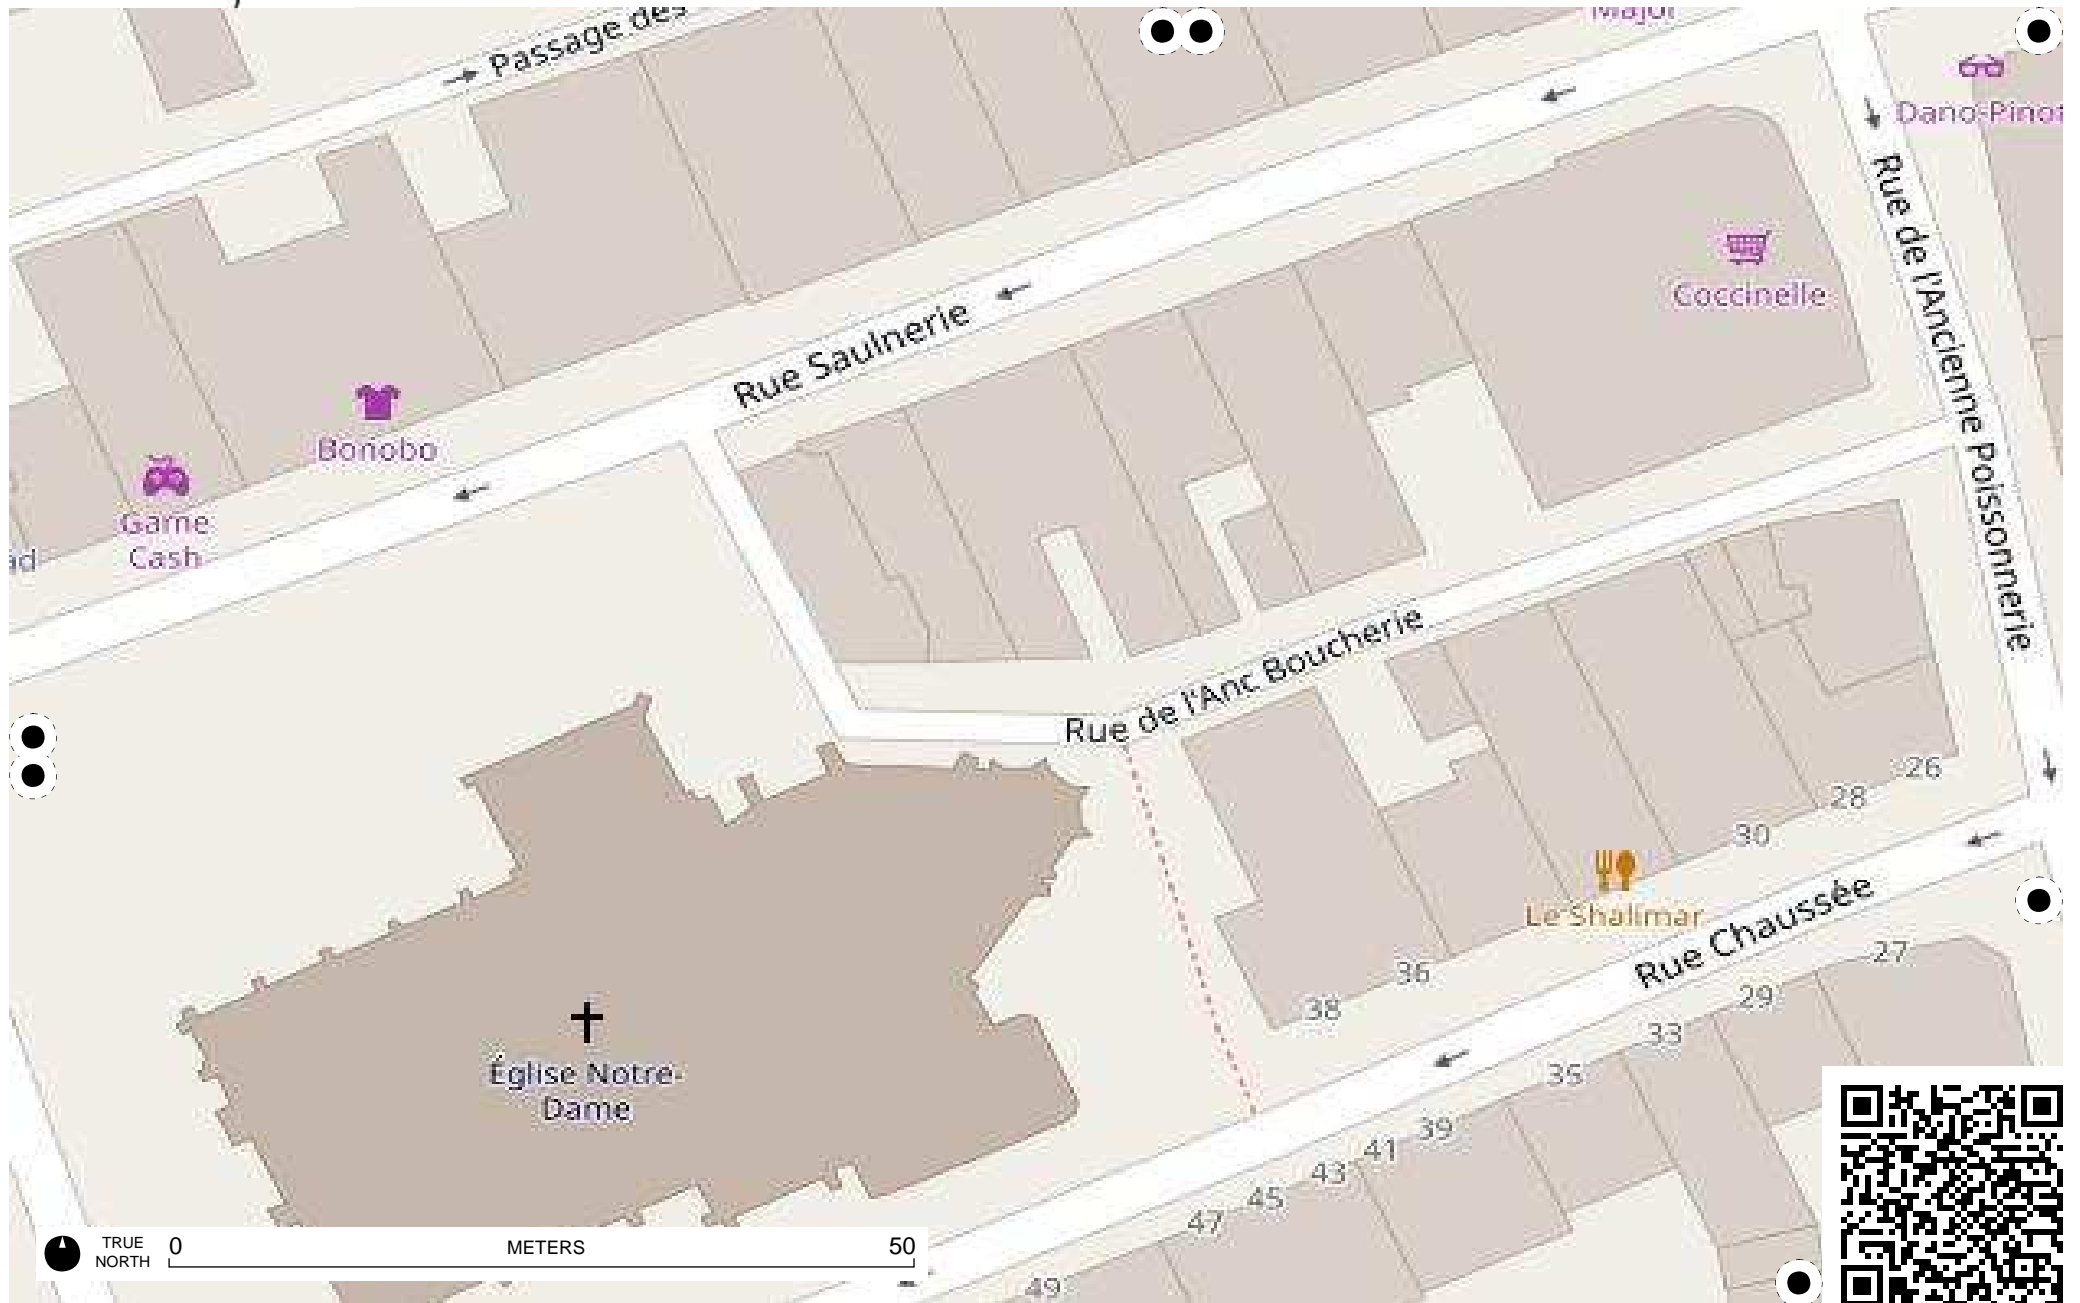 Passage des
Major
Dano-Pinot
Rue de l'Ancienne Poissonnerie
Coccinelle
Rue Saulnerie
Bonobo
Game
Cash
ad
Rue de l'Anc Boucherie
26
28
30
Le Shalimar
Rue Chaussée
36
38
27
29
33
35
39
41
43
45
47
49
Église Notre-
Dame
TRUE
NORTH
0 METERS 50